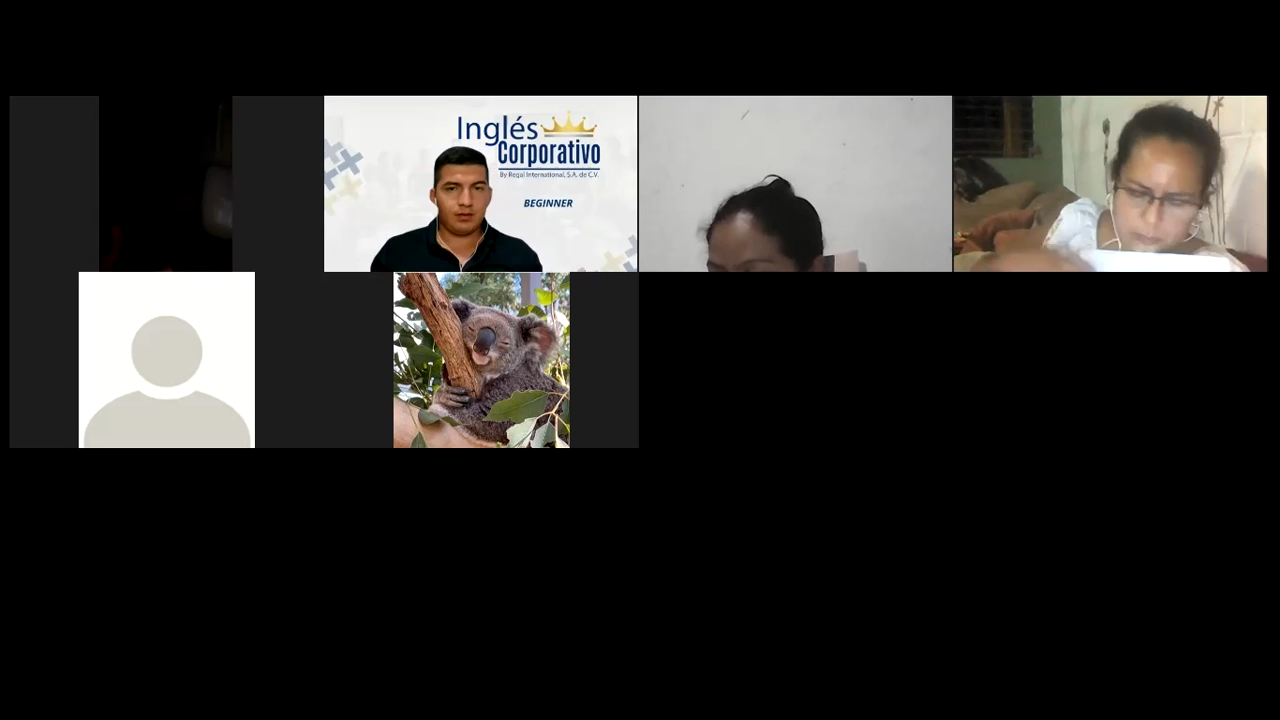 Inglés
Corporativo
By Regal International, S.A. de C.V.
BEGINNER